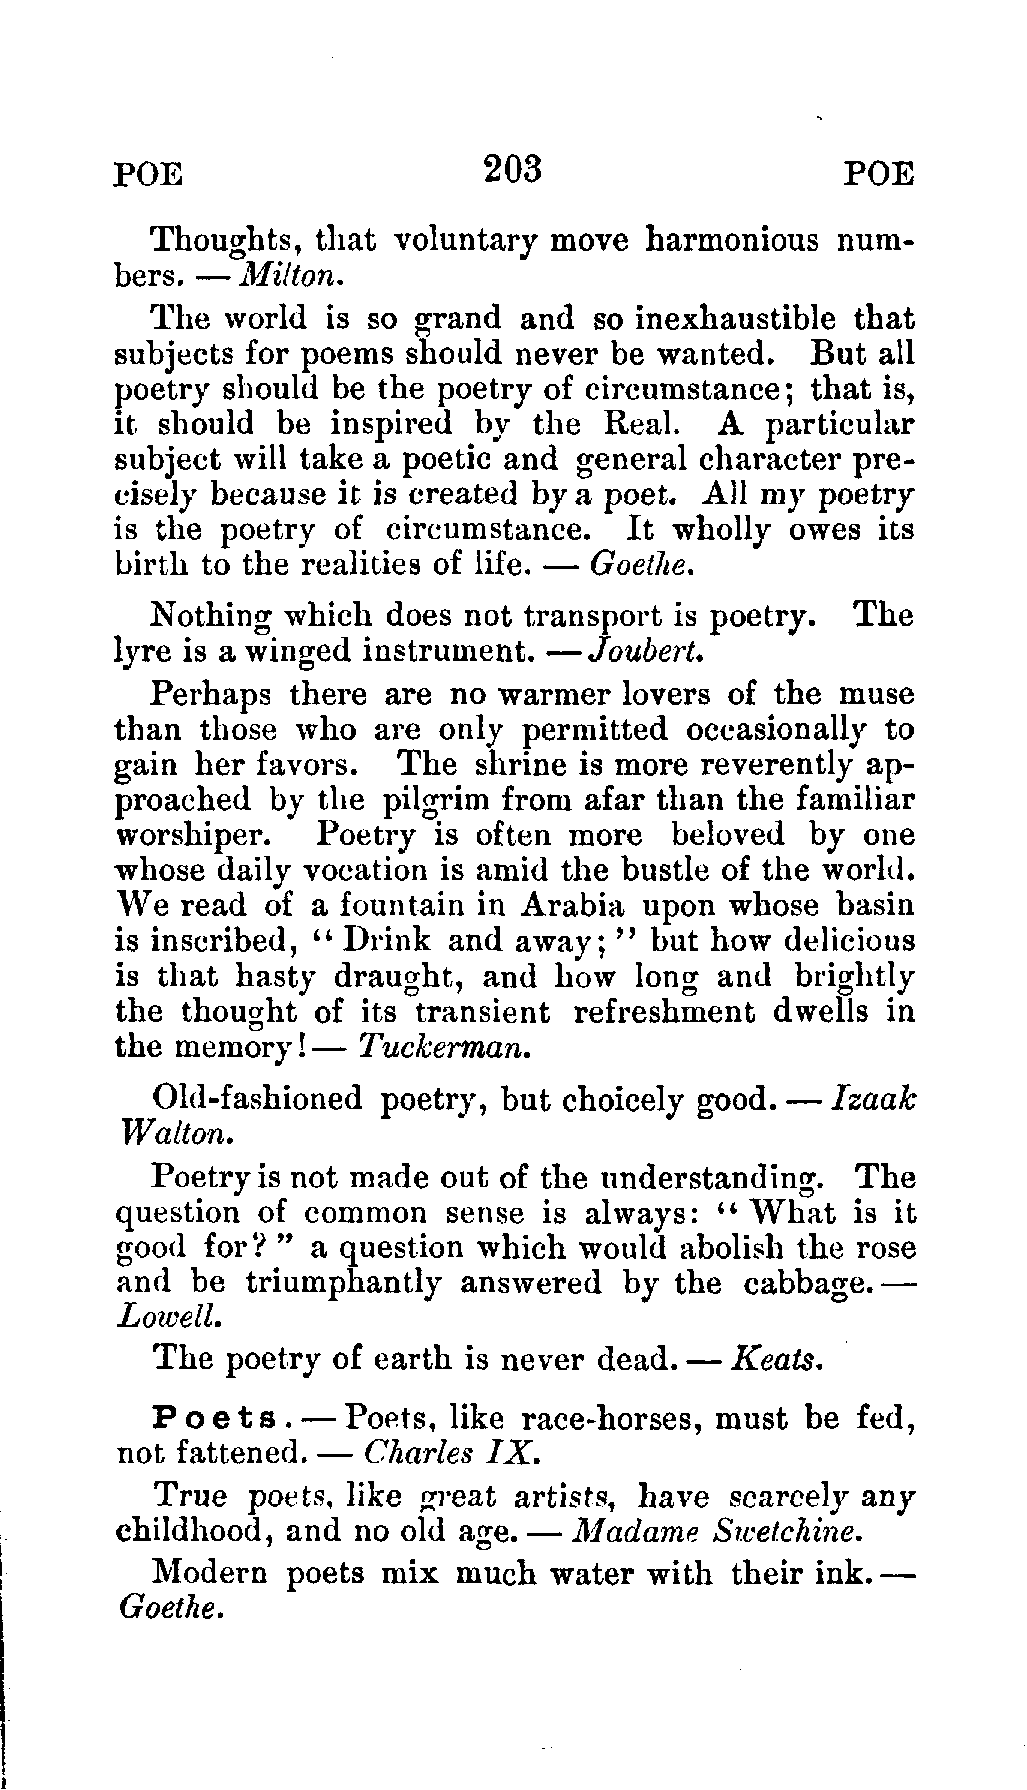 POE 203 POE
Thoughts, that voluntary move harmonious num-
bers. — Milton.
The world is so grand and so inexhaustible that
subjects for poems should never be wanted. But all
poetry should be the poetry of circumstance; that is,
it should be inspired by the Real. A particular
subject will take a poetic and general character pre-
cisely because it is created by a poet. All my poetry
is the poetry of circumstance. It wholly owes its
birth to the realities of life. — Goethe.
Nothing which does not transport is poetry. The
lyre is a winged instrument. — Joubert.
Perhaps there are no warmer lovers of the muse
than those who are only permitted occasionally to
gain her favors. The shrine is more reverently ap-
proached by the pilgrim from afar than the familiar
worshiper. Poetry is often more beloved by one
whose daily vocation is amid the bustle of the world.
We read of a fountain in Arabia upon whose basin
is inscribed, "Drink and away;" but how delicious
is that hasty draught, and how long and brightly
the thought of its transient refreshment dwells in
the memory! — Tuckerman.
Old-fashioned poetry, but choicely good. — Izaak
Walton.
Poetry is not made out of the understanding. The
question of common sense is always: "What is it
good for?" a question which would abolish the rose
and be triumphantly answered by the cabbage. —
Lowell.
The poetry of earth is never dead. — Keats.
Poets. — Poets, like race-horses, must be fed,
not fattened. — Charles IX.
True poets, like great artists, have scarcely any
childhood, and no old age. — Madame Swetchine.
Modern poets mix much water with their ink. —
Goethe.